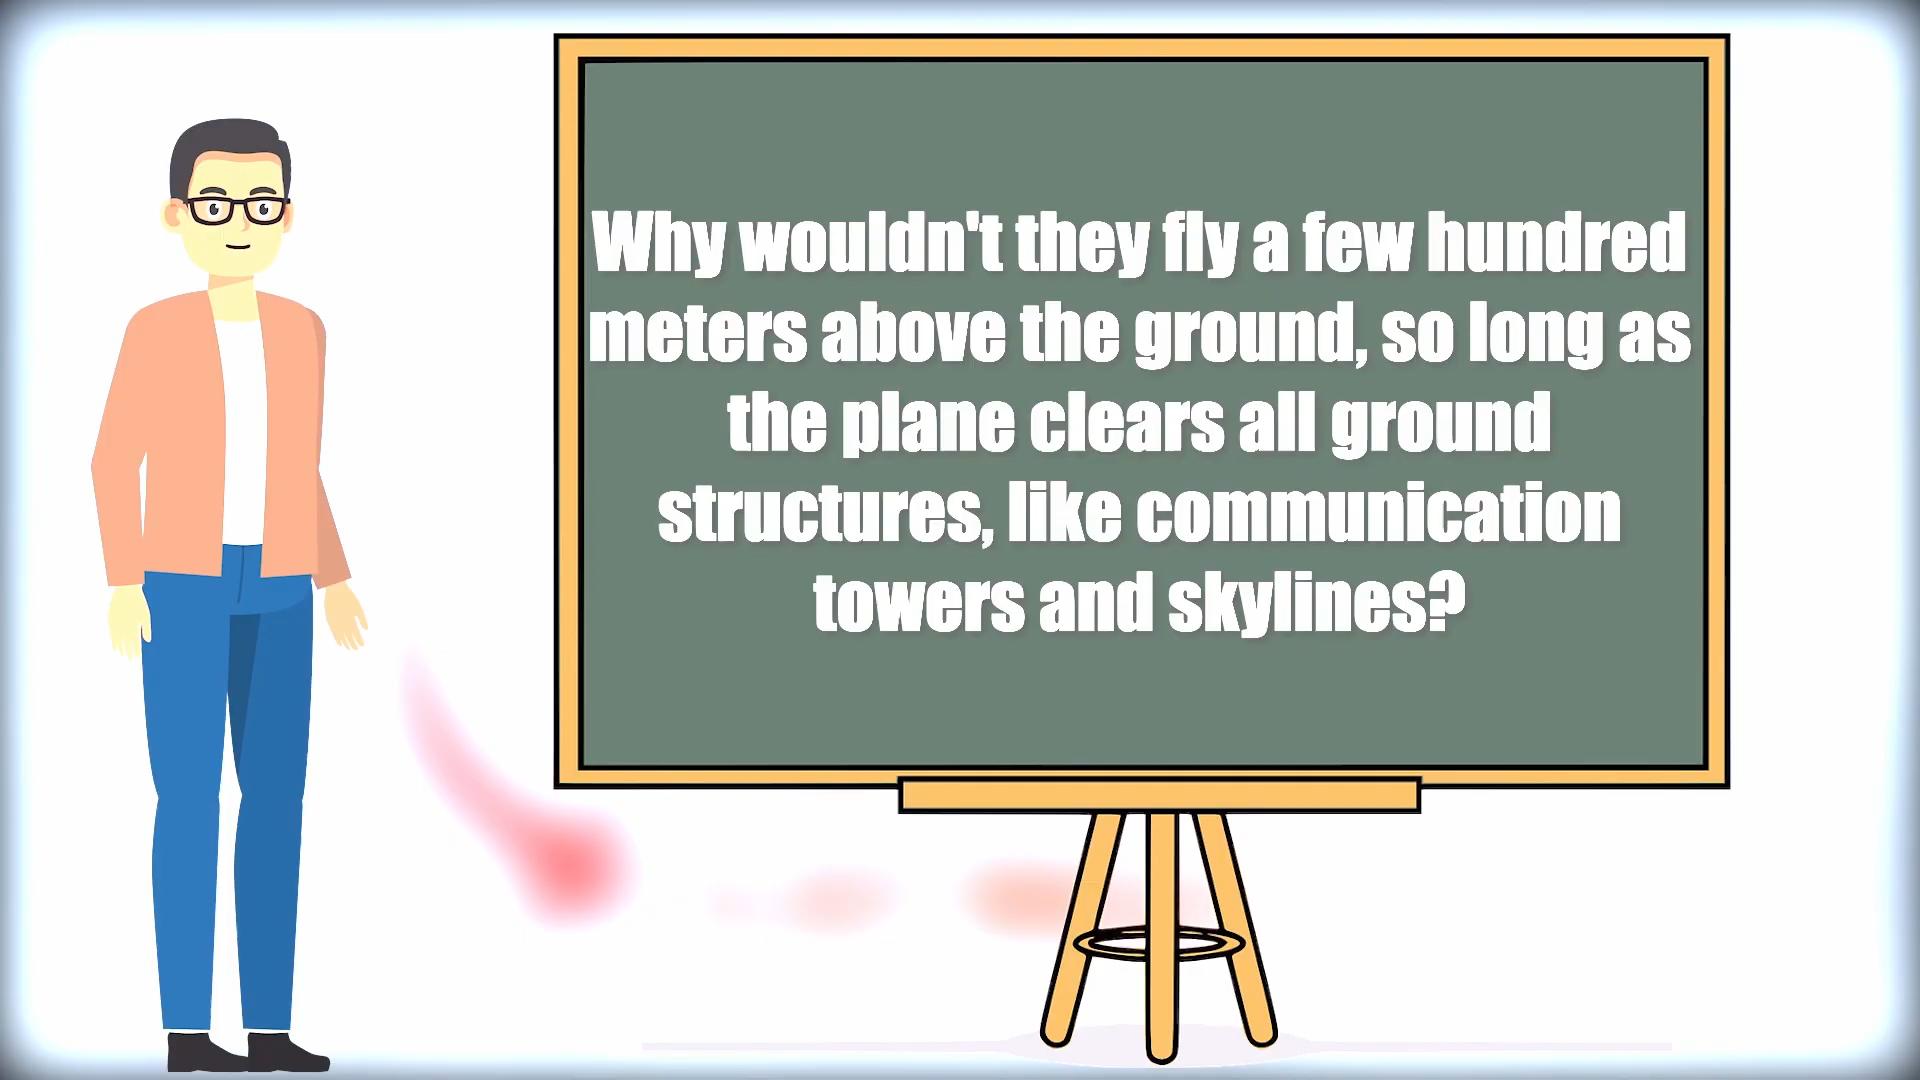 Why wouldn't they fly a few hundred
meters above the ground, so long as
the plane clears all ground
structures, like communication
towers and skylines?